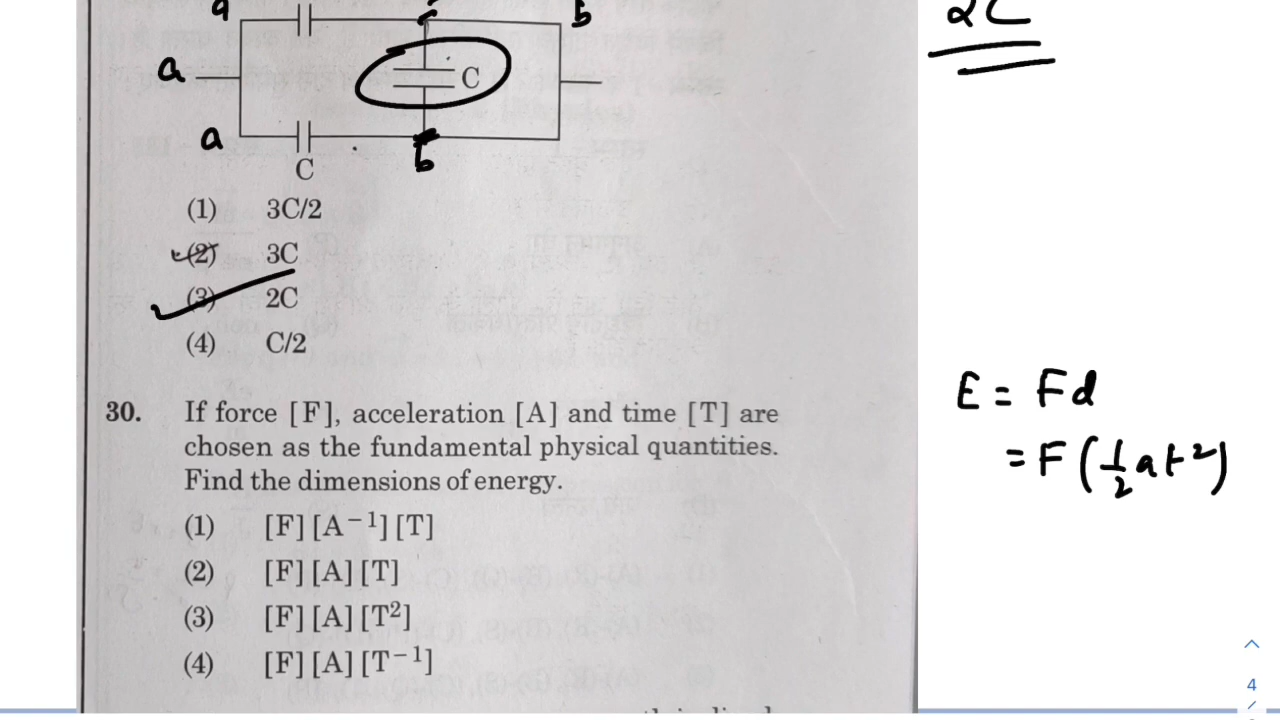 a
b
2C
a
C
a
b
C
(1) 3C/2
(2) 3C
(3) 2C
(4) C/2
30. If force [F], acceleration [A] and time [T] are
chosen as the fundamental physical quantities.
Find the dimensions of energy.
(1) [F] [A⁻¹] [T]
(2) [F] [A] [T]
(3) [F] [A] [T²]
(4) [F] [A] [T⁻¹]
E = Fd
= F (½at²)
4